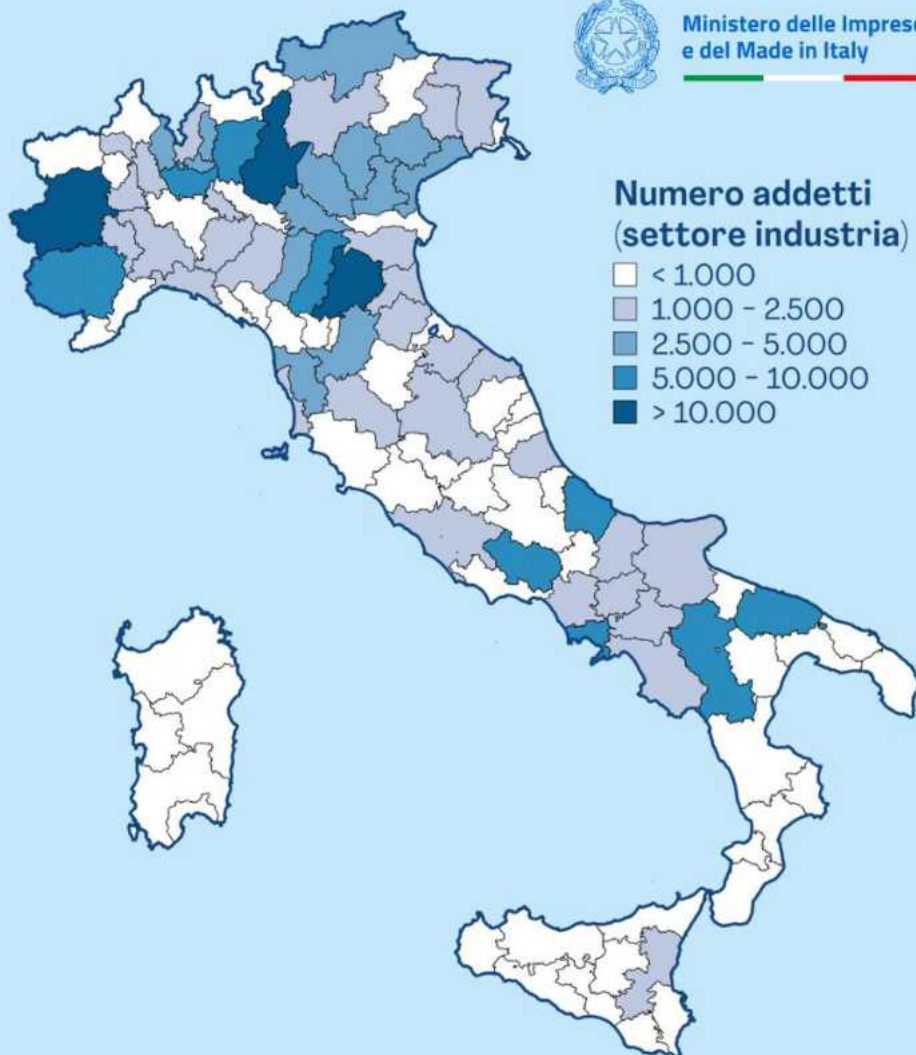 Ministero delle Imprese
e del Made in Italy
Numero addetti
(settore industria)
< 1.000
1.000 - 2.500
2.500 - 5.000
5.000 - 10.000
> 10.000